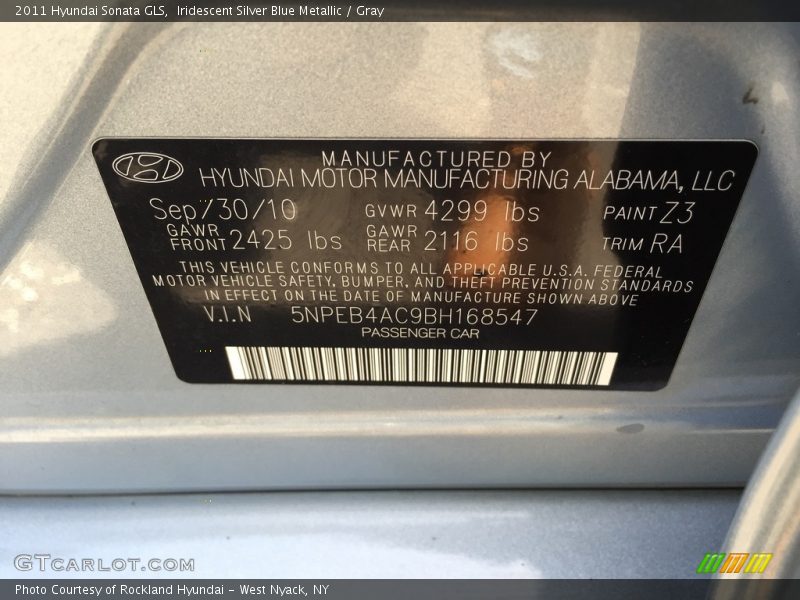 2011 Hyundai Sonata GLS,  Iridescent Silver Blue Metallic / Gray
MANUFACTURED BY
HYUNDAI MOTOR MANUFACTURING ALABAMA, LLC
Sep/30/10 GVWR 4299 lbs PAINT Z3
GAWR FRONT 2425 lbs GAWR REAR 2116 lbs TRIM RA
THIS VEHICLE CONFORMS TO ALL APPLICABLE U.S.A. FEDERAL
MOTOR VEHICLE SAFETY, BUMPER, AND THEFT PREVENTION STANDARDS
IN EFFECT ON THE DATE OF MANUFACTURE SHOWN ABOVE
V.I.N 5NPEB4AC9BH168547
PASSENGER CAR
GTCARLOT.COM
Photo Courtesy of Rockland Hyundai - West Nyack, NY